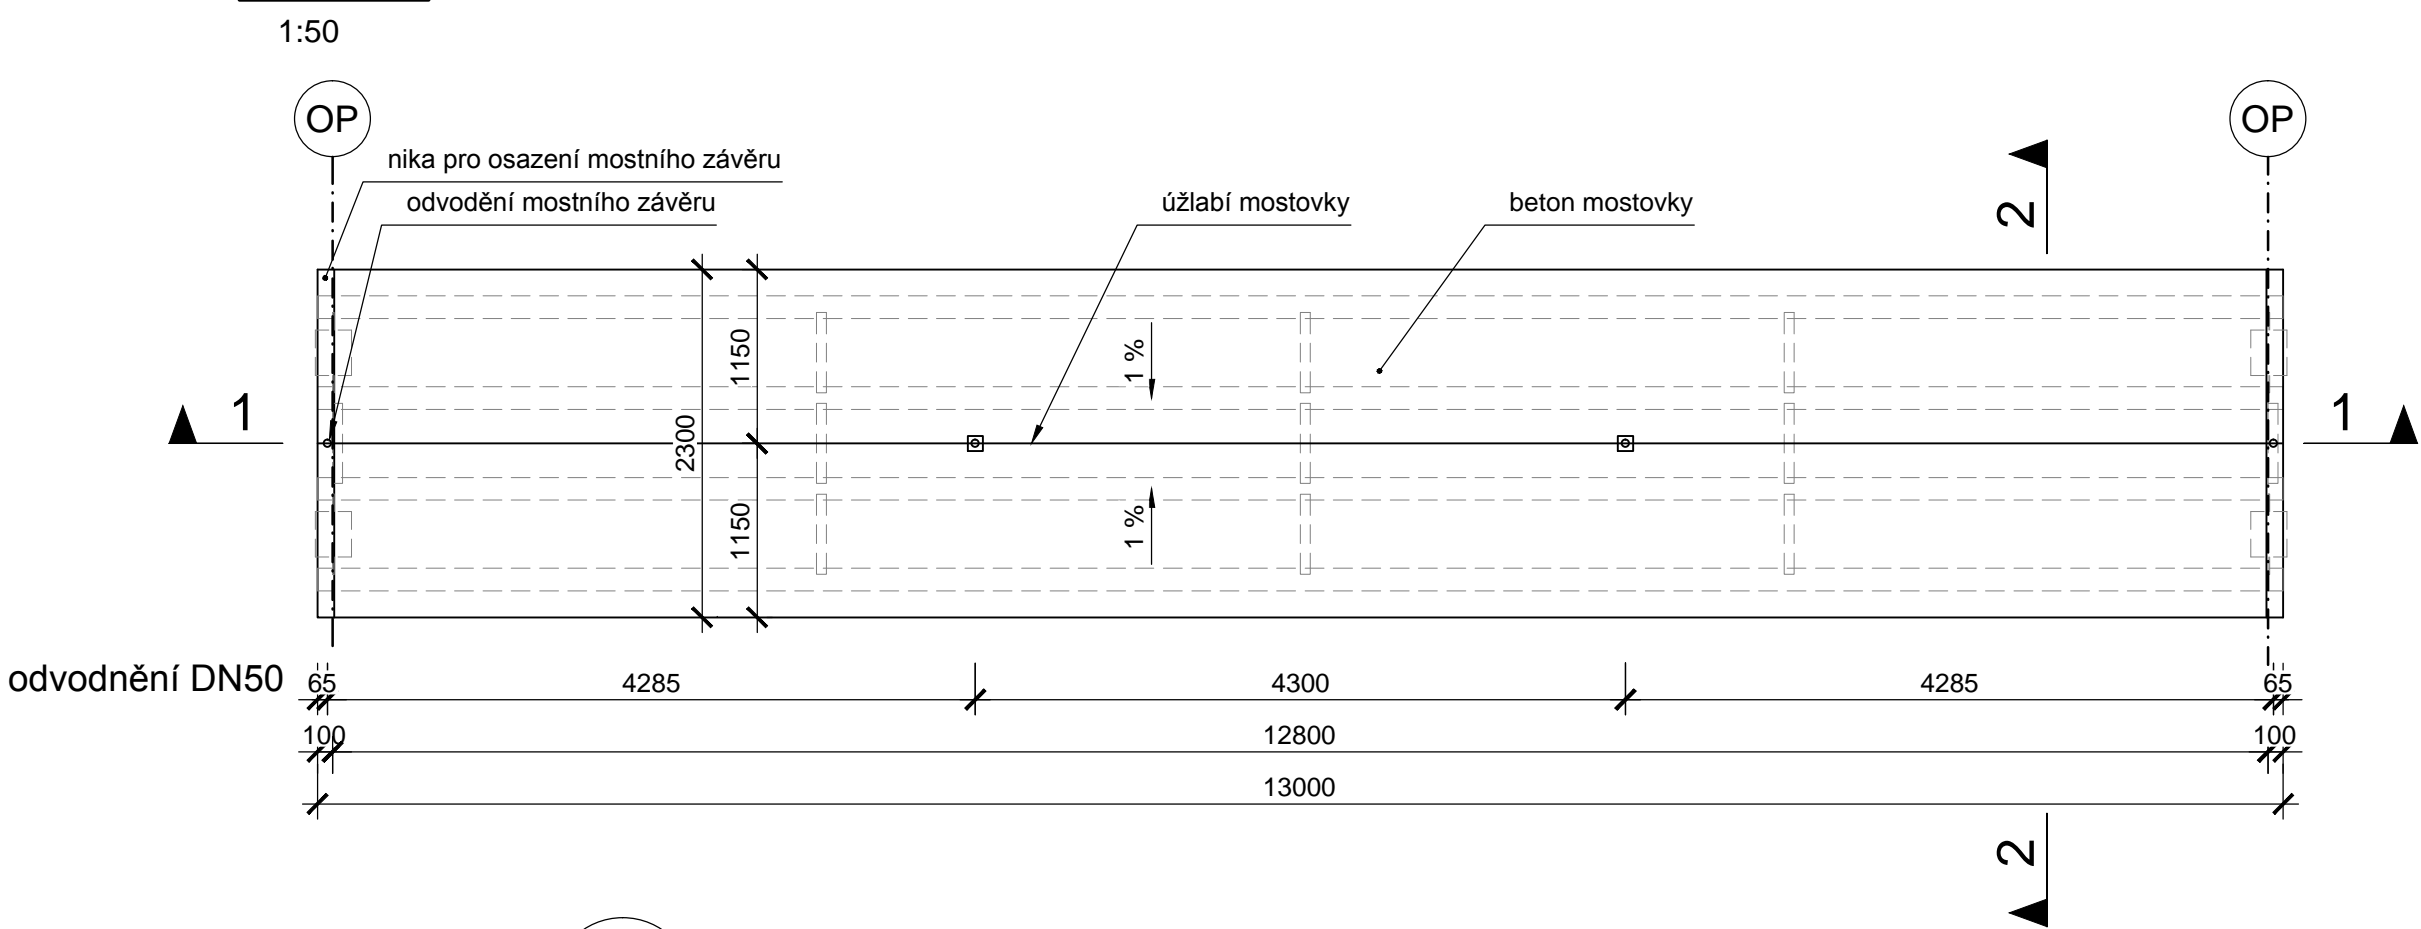 1:50
OP
OP
nika pro osazení mostního závěru
odvodění mostního závěru
úžlabí mostovky
beton mostovky
2
1150
1 %
1
1
2300
1150
1 %
odvodnění DN50
65
4285
4300
4285
65
100
12800
100
13000
2